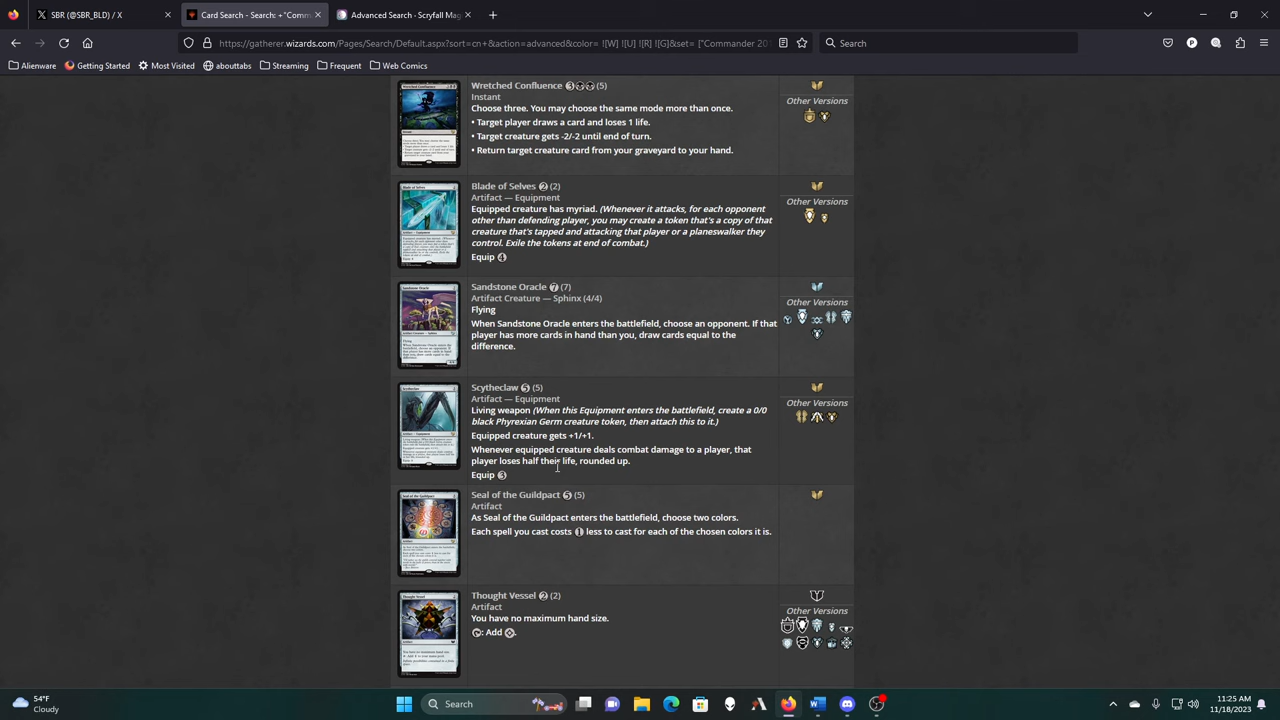 SBR (@SBR_BLD) / X
Card Search - Search: +"Comm
Advanced Search - Scryfall Mag
https://gatherer.wizards.com/Pages/Search/Default.aspx?sort=cn+&action=advanced&color= ![W] ![U] ![R] ![G]&set= ["Commander 20
Search
Alienware
Getting Started
Most Visited
abouttabs
Streaming
Frequent
Web Comics
Wretched Confluence 3 (5)
Instant
Choose three. You may choose the same mode more than once.
• Target player draws a card and loses 1 life.
• Target creature gets -2/-2 until end of turn.
• Return target creature card from your graveyard to your hand.
Other Versions
Blade of Selves 2 (2)
Artifact — Equipment
Equipped creature has myriad. (Whenever it attacks, for each opponent
other than defending player, you may create a token that's a copy of that
creature that's tapped and attacking that player or a planeswalker they
control. Exile the tokens at end of combat.)
Equip 4
Other Versions
Sandstone Oracle 7 (7)
Artifact Creature — Sphinx (4/4)
Flying
When Sandstone Oracle enters the battlefield, choose an opponent. If
that player has more cards in hand than you, draw cards equal to the
difference.
Other Versions
Scytheclaw 5 (5)
Artifact — Equipment
Living weapon (When this Equipment enters the battlefield, create a 0/0
black Phyrexian Germ creature token, then attach this to it.)
Equipped creature gets +1/+1.
Whenever equipped creature deals combat damage to a player, that
player loses half their life, rounded up.
Equip 3
Other Versions
Seal of the Guildpact 5 (5)
Artifact
As Seal of the Guildpact enters the battlefield, choose two colors.
Each spell you cast costs 1 less to cast for each of the chosen colors it is.
Thought Vessel 2 (2)
Artifact
You have no maximum hand size.
: Add
Other Versions
54°F
Cloudy
Search
11:25 AM
11/21/2023